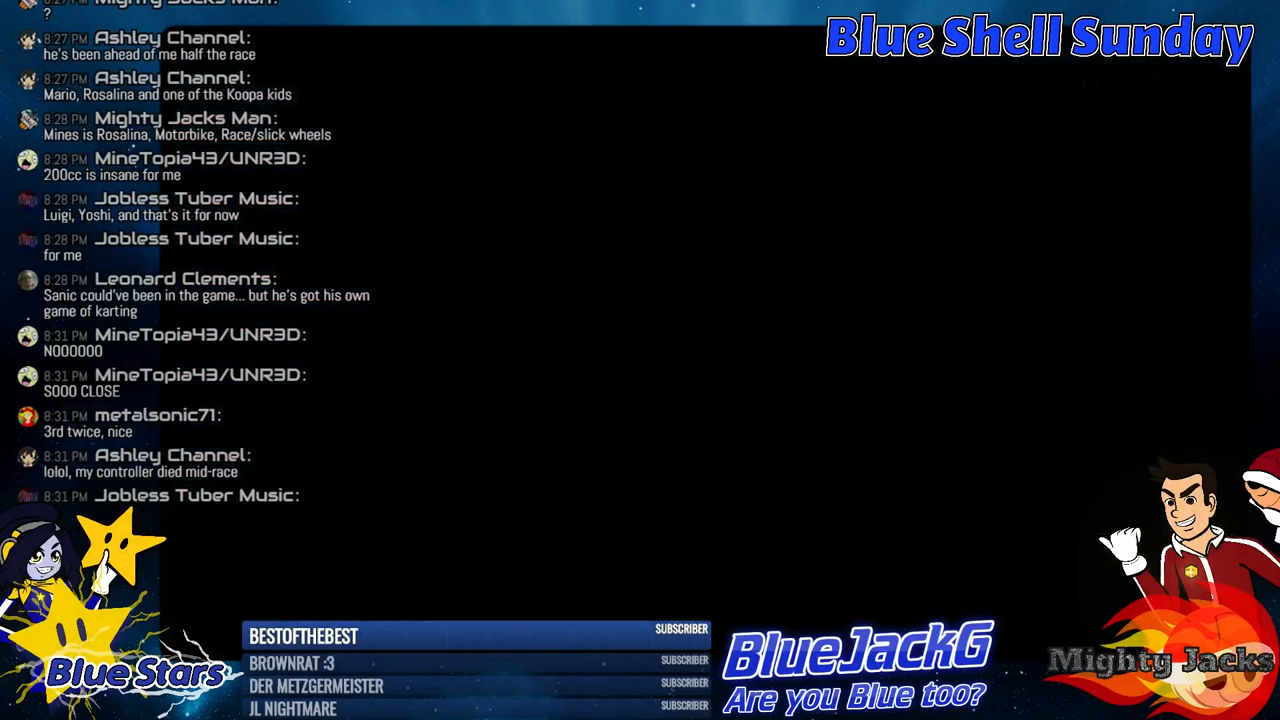 8:27 PM Mighty Jacks Man:
?
Blue Shell Sunday
8:27 PM Ashley Channel:
he's been ahead of me half the race
8:27 PM Ashley Channel:
Mario, Rosalina and one of the Koopa kids
8:28 PM Mighty Jacks Man:
Mines is Rosalina, Motorbike, Race/slick wheels
8:28 PM MineTopia43/UNR3D:
200cc is insane for me
8:28 PM Jobless Tuber Music:
Luigi, Yoshi, and that's it for now
8:28 PM Jobless Tuber Music:
for me
8:28 PM Leonard Clements:
Sanic could've been in the game... but he's got his own
game of karting
8:31 PM MineTopia43/UNR3D:
NOOOOOO
8:31 PM MineTopia43/UNR3D:
SOOO CLOSE
8:31 PM metalsonic71:
3rd twice, nice
8:31 PM Ashley Channel:
lolol, my controller died mid-race
8:31 PM Jobless Tuber Music:
BESTOFTHEBEST SUBSCRIBER
BROWNRAT :3 SUBSCRIBER
DER METZGERMEISTER SUBSCRIBER
JL NIGHTMARE SUBSCRIBER
Blue Stars
BlueJackG
Are you Blue too?
Mighty Jacks